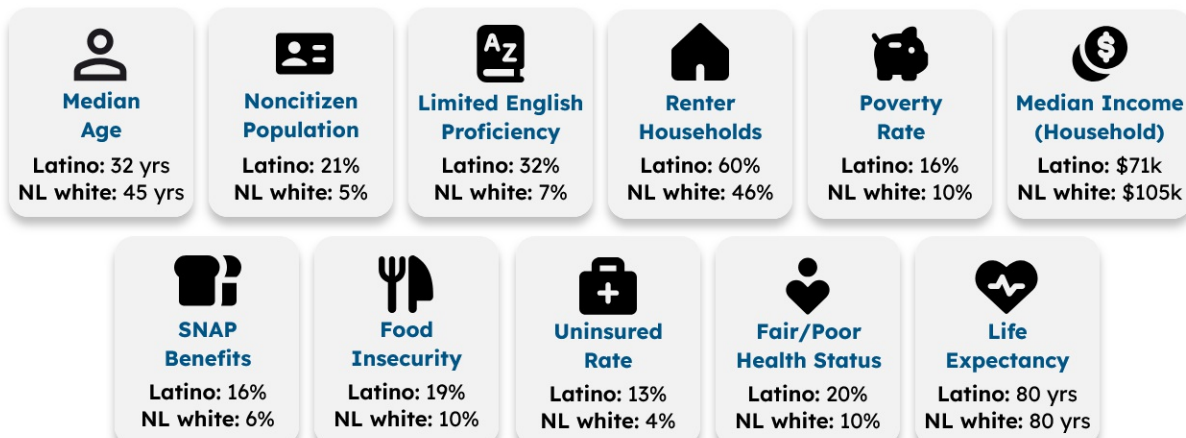 Median
Age
Latino: 32 yrs
NL white: 45 yrs
Noncitizen
Population
Latino: 21%
NL white: 5%
AZ
Limited English
Proficiency
Latino: 32%
NL white: 7%
Renter
Households
Latino: 60%
NL white: 46%
Poverty
Rate
Latino: 16%
NL white: 10%
$
Median Income
(Household)
Latino: $71k
NL white: $105k
SNAP
Benefits
Latino: 16%
NL white: 6%
Food
Insecurity
Latino: 19%
NL white: 10%
Uninsured
Rate
Latino: 13%
NL white: 4%
Fair/Poor
Health Status
Latino: 20%
NL white: 10%
Life
Expectancy
Latino: 80 yrs
NL white: 80 yrs